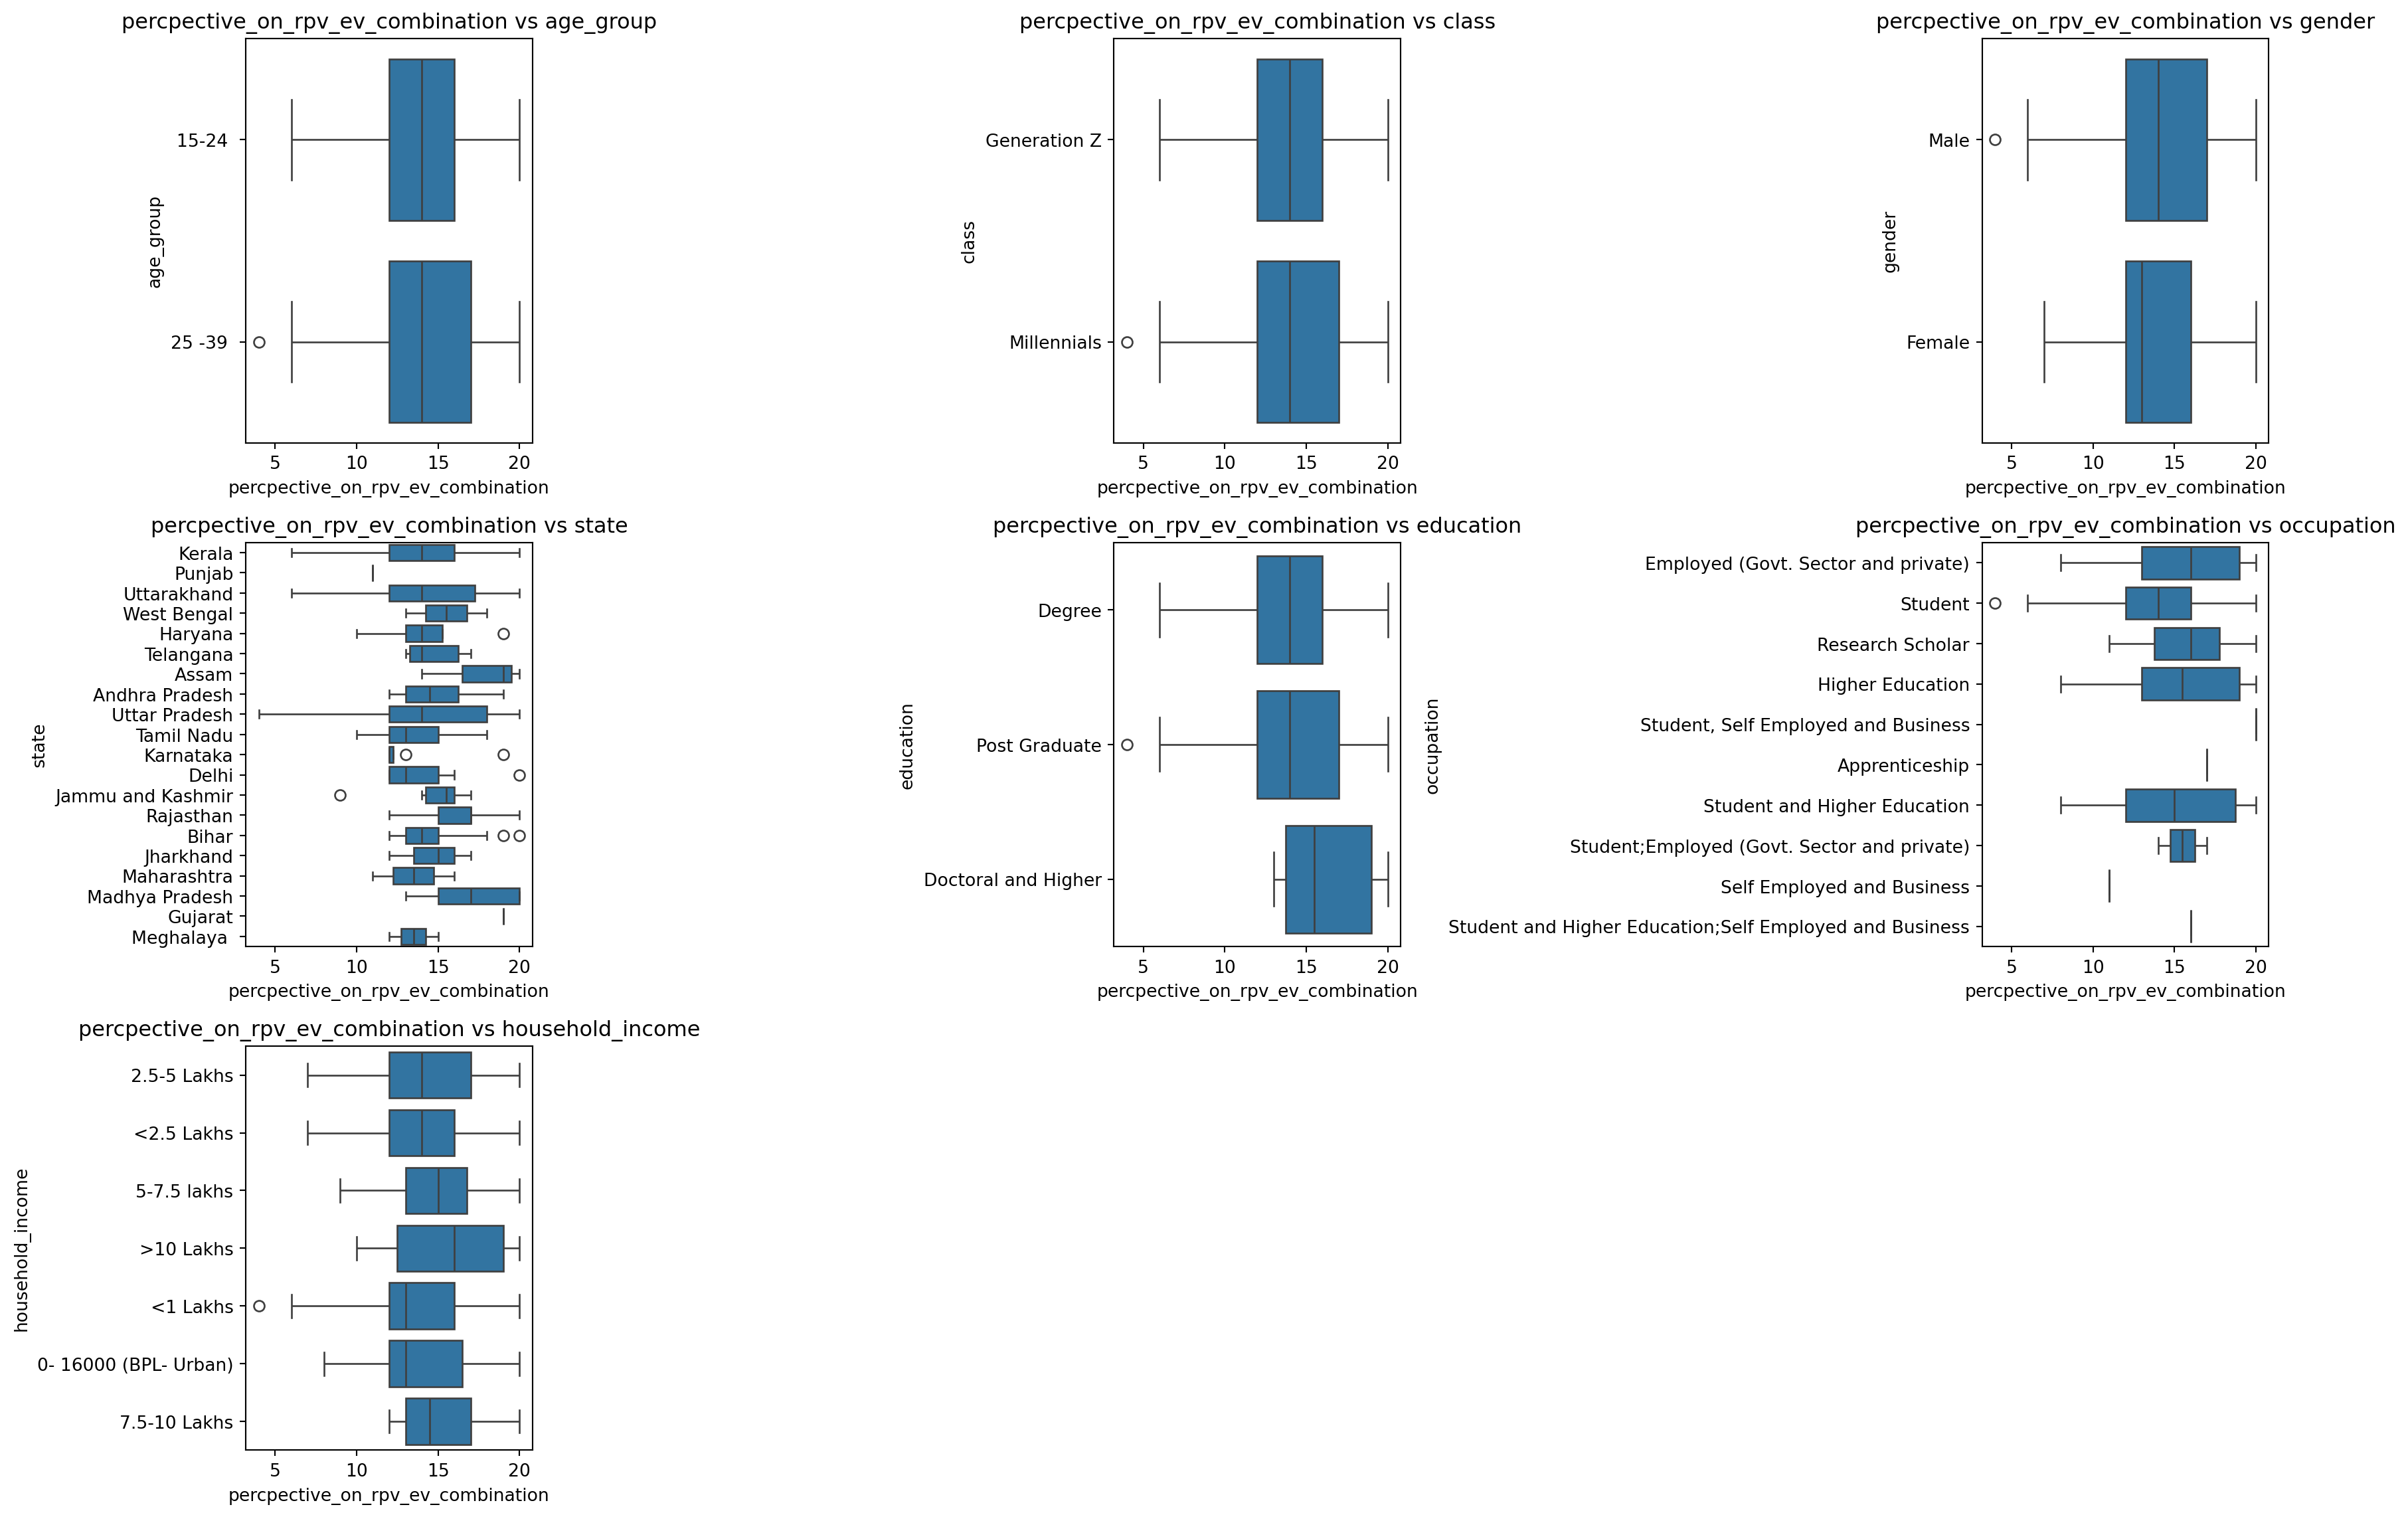 percpective_on_rpv_ev_combination vs age_group
age_group
15-24
25 -39
5 10 15 20
percpective_on_rpv_ev_combination
percpective_on_rpv_ev_combination vs class
class
Generation Z
Millennials
5 10 15 20
percpective_on_rpv_ev_combination
percpective_on_rpv_ev_combination vs gender
gender
Male
Female
5 10 15 20
percpective_on_rpv_ev_combination
percpective_on_rpv_ev_combination vs state
state
Kerala
Punjab
Uttarakhand
West Bengal
Haryana
Telangana
Assam
Andhra Pradesh
Uttar Pradesh
Tamil Nadu
Karnataka
Delhi
Jammu and Kashmir
Rajasthan
Bihar
Jharkhand
Maharashtra
Madhya Pradesh
Gujarat
Meghalaya
5 10 15 20
percpective_on_rpv_ev_combination
percpective_on_rpv_ev_combination vs education
education
Degree
Post Graduate
Doctoral and Higher
5 10 15 20
percpective_on_rpv_ev_combination
percpective_on_rpv_ev_combination vs occupation
occupation
Employed (Govt. Sector and private)
Student
Research Scholar
Higher Education
Student, Self Employed and Business
Apprenticeship
Student and Higher Education
Student;Employed (Govt. Sector and private)
Self Employed and Business
Student and Higher Education;Self Employed and Business
5 10 15 20
percpective_on_rpv_ev_combination
percpective_on_rpv_ev_combination vs household_income
household_income
2.5-5 Lakhs
<2.5 Lakhs
5-7.5 lakhs
>10 Lakhs
<1 Lakhs
0- 16000 (BPL- Urban)
7.5-10 Lakhs
5 10 15 20
percpective_on_rpv_ev_combination